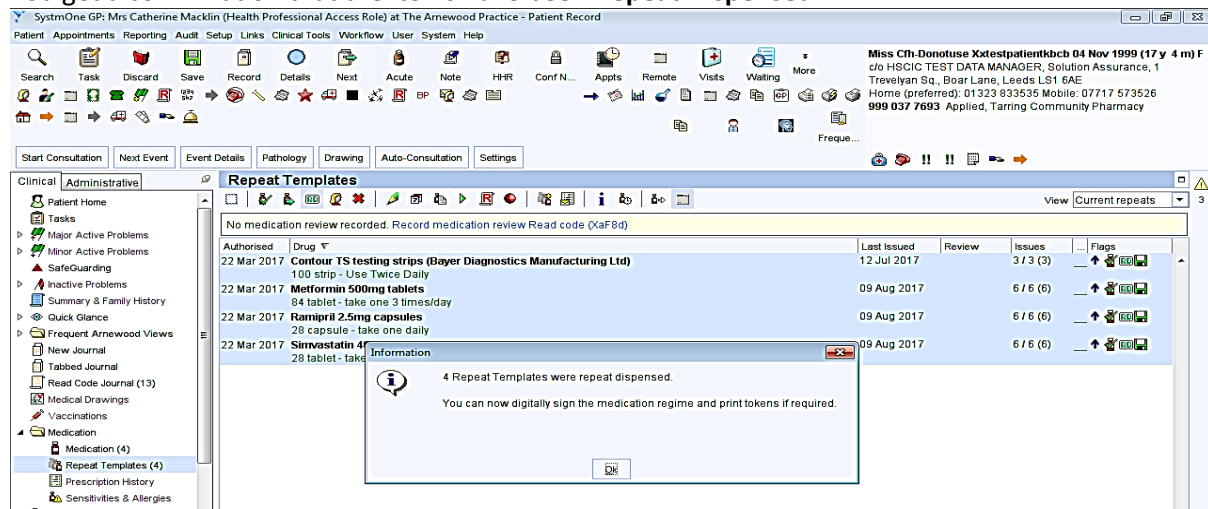 SystmOne GP: Mrs Catherine Macklin (Health Professional Access Role) at The Arnewood Practice - Patient Record
Patient Appointments Reporting Audit Setup Links Clinical Tools Workflow User System Help
Search Task Discard Save Record Details Next Acute Note HHR Conf N... Appts Remote Visits Waiting More
Freque...
Miss Cfh-Donotuse Xxtestpatientkbcb 04 Nov 1999 (17 y 4 m) F
c/o HSCIC TEST DATA MANAGER, Solution Assurance, 1
Trevelyan Sq., Boar Lane, Leeds LS1 6AE
Home (preferred): 01323 833535 Mobile: 07717 573526
999 037 7693 Applied, Tarring Community Pharmacy
Start Consultation Next Event Event Details Pathology Drawing Auto-Consultation Settings
Clinical Administrative
Patient Home
Tasks
Major Active Problems
Minor Active Problems
SafeGuarding
Inactive Problems
Summary & Family History
Quick Glance
Frequent Arnewood Views
New Journal
Tabbed Journal
Read Code Journal (13)
Medical Drawings
Vaccinations
Medication
Medication (4)
Repeat Templates (4)
Prescription History
Sensitivities & Allergies
Repeat Templates
View Current repeats
3
No medication review recorded. Record medication review Read code (XaF8d)
Authorised Drug Last Issued Review Issues ... Flags
22 Mar 2017 Contour TS testing strips (Bayer Diagnostics Manufacturing Ltd) 12 Jul 2017 3 / 3 (3)
100 strip - Use Twice Daily
22 Mar 2017 Metformin 500mg tablets 09 Aug 2017 6 / 6 (6)
84 tablet - take one 3 times/day
22 Mar 2017 Ramipril 2.5mg capsules 09 Aug 2017 6 / 6 (6)
28 capsule - take one daily
22 Mar 2017 Simvastatin 09 Aug 2017 6 / 6 (6)
28 tablet - take
Information
4 Repeat Templates were repeat dispensed.
You can now digitally sign the medication regime and print tokens if required.
Ok